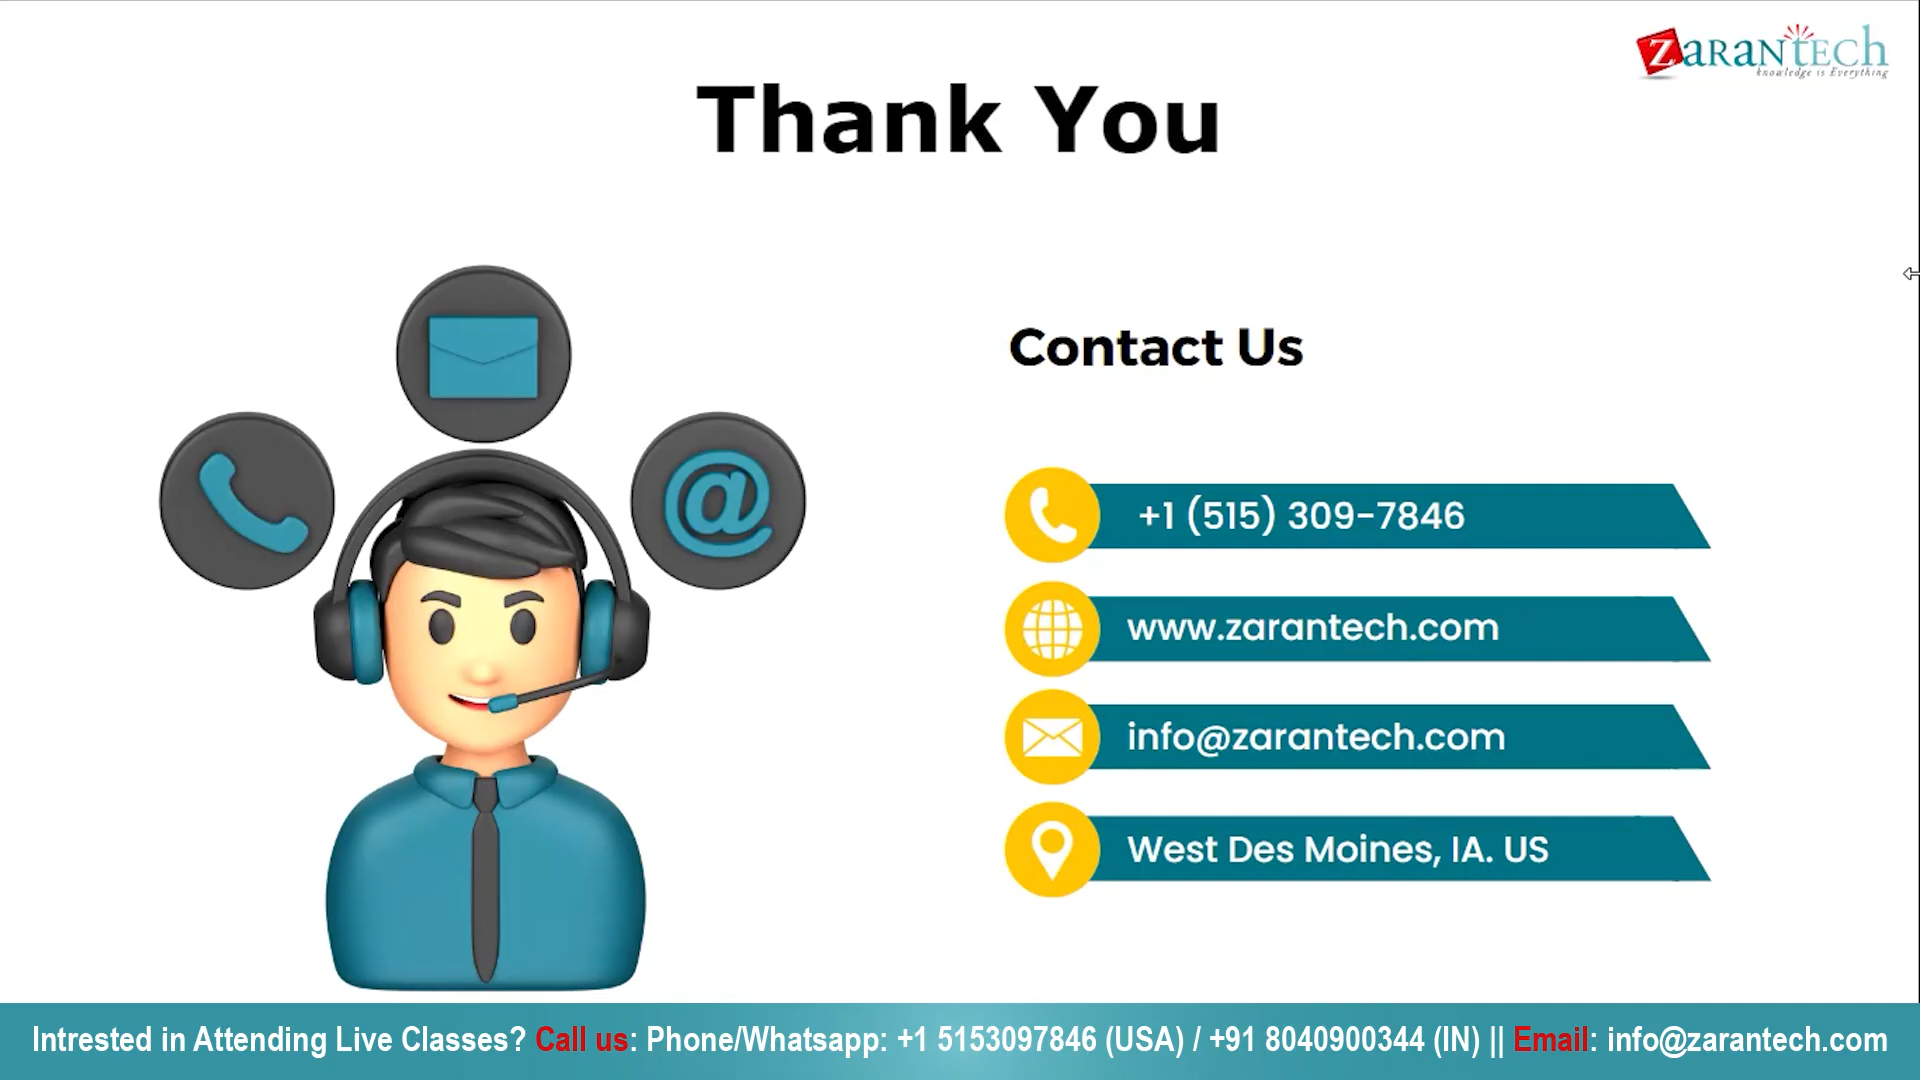 ZARANTECH
knowledge is Everything
Thank You
Contact Us
+1 (515) 309-7846
www.zarantech.com
info@zarantech.com
West Des Moines, IA. US
Intrested in Attending Live Classes? Call us: Phone/Whatsapp: +1 5153097846 (USA) / +91 8040900344 (IN) || Email: info@zarantech.com